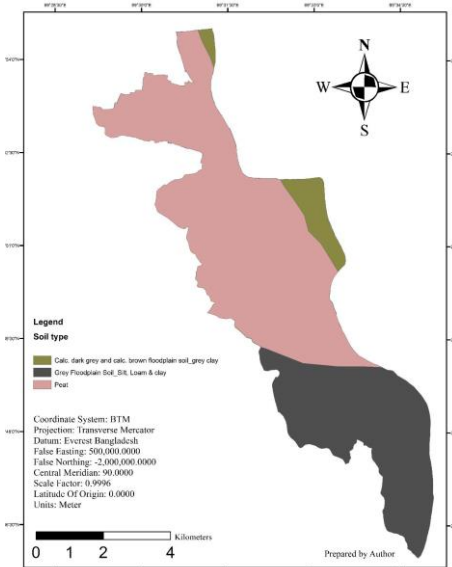 N
W E
S
Legend
Soil type
Calc. dark grey and calc. brown floodplain soil_grey clay
Grey Floodplain Soil_Silt, Loam & clay
Peat
Coordinate System: BTM
Projection: Transverse Mercator
Datum: Everest Bangladesh
False Easting: 500,000.0000
False Northing: -2,000,000.0000
Central Meridian: 90.0000
Scale Factor: 0.9996
Latitude Of Origin: 0.0000
Units: Meter
Kilometers
0 1 2 4
Prepared by Author